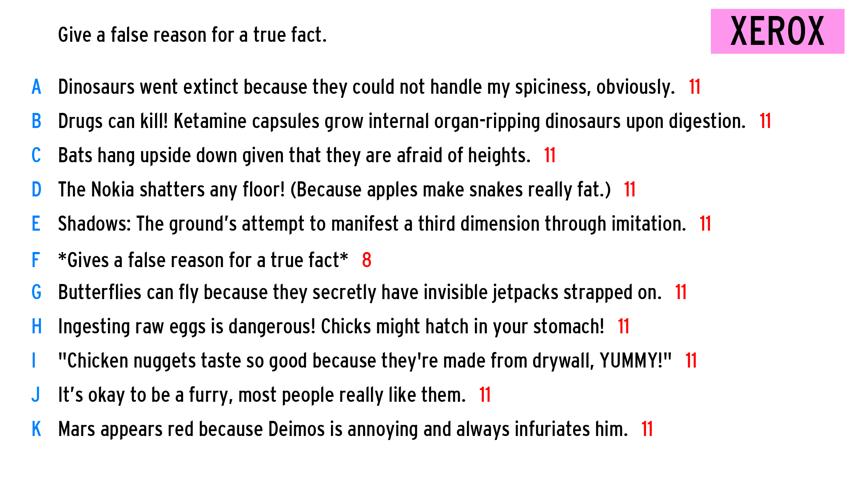 Give a false reason for a true fact.
XEROX
A Dinosaurs went extinct because they could not handle my spiciness, obviously. 11
B Drugs can kill! Ketamine capsules grow internal organ-ripping dinosaurs upon digestion. 11
C Bats hang upside down given that they are afraid of heights. 11
D The Nokia shatters any floor! (Because apples make snakes really fat.) 11
E Shadows: The ground's attempt to manifest a third dimension through imitation. 11
F *Gives a false reason for a true fact* 8
G Butterflies can fly because they secretly have invisible jetpacks strapped on. 11
H Ingesting raw eggs is dangerous! Chicks might hatch in your stomach! 11
I "Chicken nuggets taste so good because they're made from drywall, YUMMY!" 11
J It's okay to be a furry, most people really like them. 11
K Mars appears red because Deimos is annoying and always infuriates him. 11